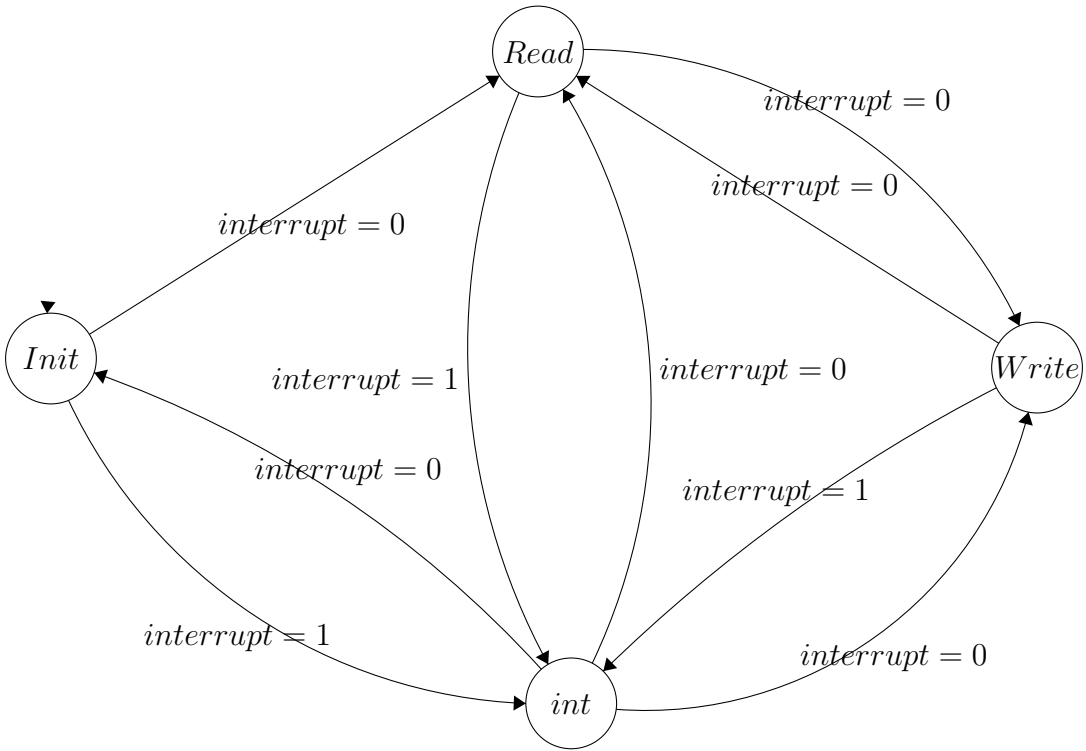 Read
interrupt = 0
interrupt = 0
interrupt = 0
Init
Write
interrupt = 1
interrupt = 0
interrupt = 0
interrupt = 1
interrupt = 1
interrupt = 0
int